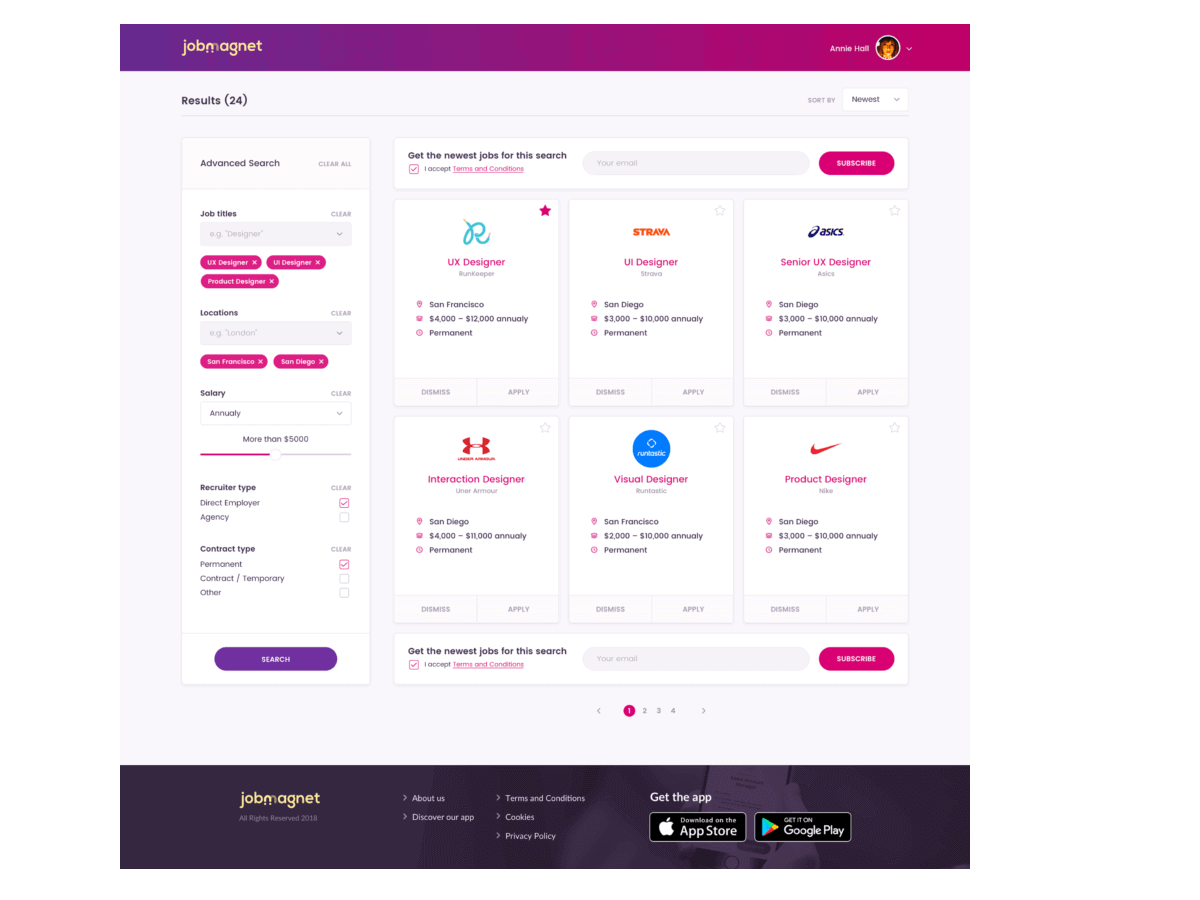 jobmagnet
Annie Hall
Results (24)
SORT BY
Newest
Advanced Search
CLEAR ALL
Job titles
CLEAR
e.g. "Designer"
UX Designer ×
UI Designer ×
Product Designer ×
Locations
CLEAR
e.g. "London"
San Francisco ×
San Diego ×
Salary
CLEAR
Annualy
More than $5000
Recruiter type
CLEAR
Direct Employer
Agency
Contract type
CLEAR
Permanent
Contract / Temporary
Other
SEARCH
Get the newest jobs for this search
I accept Terms and Conditions
Your email
SUBSCRIBE
UX Designer
RunKeeper
San Francisco
$4,000 – $12,000 annualy
Permanent
DISMISS
APPLY
STRAVA
UI Designer
Strava
San Diego
$3,000 – $10,000 annualy
Permanent
DISMISS
APPLY
asics
Senior UX Designer
Asics
San Diego
$3,000 – $10,000 annualy
Permanent
DISMISS
APPLY
UNDER ARMOUR
Interaction Designer
Uner Armour
San Diego
$4,000 – $11,000 annualy
Permanent
DISMISS
APPLY
runtastic
Visual Designer
Runtastic
San Francisco
$2,000 – $10,000 annualy
Permanent
DISMISS
APPLY
Product Designer
Nike
San Diego
$3,000 – $10,000 annualy
Permanent
DISMISS
APPLY
Get the newest jobs for this search
I accept Terms and Conditions
Your email
SUBSCRIBE
1 2 3 4
jobmagnet
All Rights Reserved 2018
About us
Discover our app
Terms and Conditions
Cookies
Privacy Policy
Get the app
Download on the
App Store
GET IT ON
Google Play